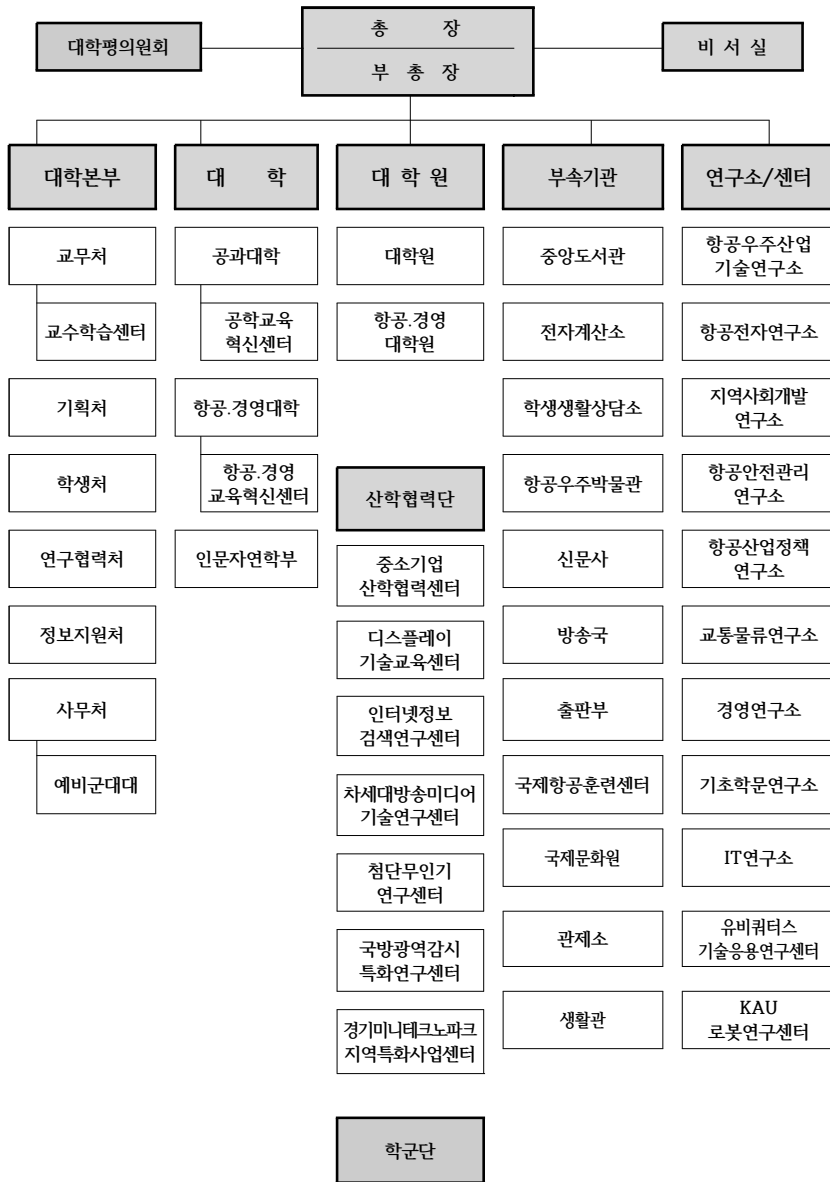 총 장
부 총 장
대학평의원회
비 서 실
대학본부
대 학
대 학 원
부속기관
연구소/센터
교무처
교수학습센터
기획처
학생처
연구협력처
정보지원처
사무처
예비군대대
공과대학
공학교육
혁신센터
항공.경영대학
항공.경영
교육혁신센터
인문자연학부
대학원
항공.경영
대학원
산학협력단
중소기업
산학협력센터
디스플레이
기술교육센터
인터넷정보
검색연구센터
차세대방송미디어
기술연구센터
첨단무인기
연구센터
국방광역감시
특화연구센터
경기미니테크노파크
지역특화사업센터
학군단
중앙도서관
전자계산소
학생생활상담소
항공우주박물관
신문사
방송국
출판부
국제항공훈련센터
국제문화원
관제소
생활관
항공우주산업
기술연구소
항공전자연구소
지역사회개발
연구소
항공안전관리
연구소
항공산업정책
연구소
교통물류연구소
경영연구소
기초학문연구소
IT연구소
유비쿼터스
기술응용연구센터
KAU
로봇연구센터